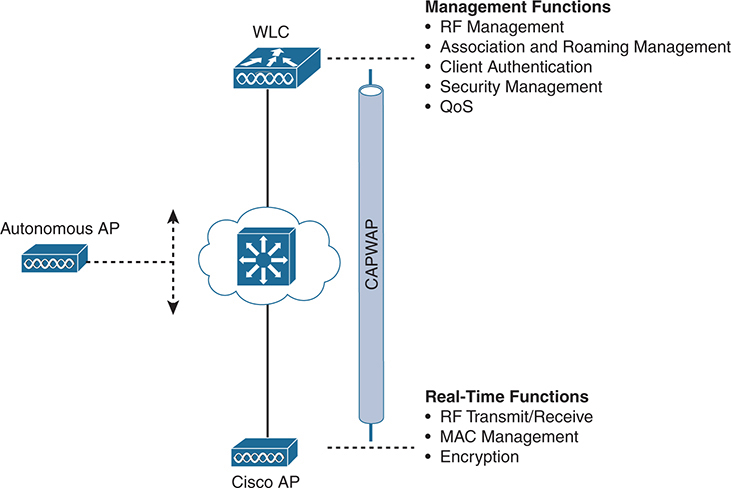 Management Functions
WLC
• RF Management
• Association and Roaming Management
• Client Authentication
• Security Management
• QoS
Autonomous AP
CAPWAP
Real-Time Functions
• RF Transmit/Receive
• MAC Management
• Encryption
Cisco AP